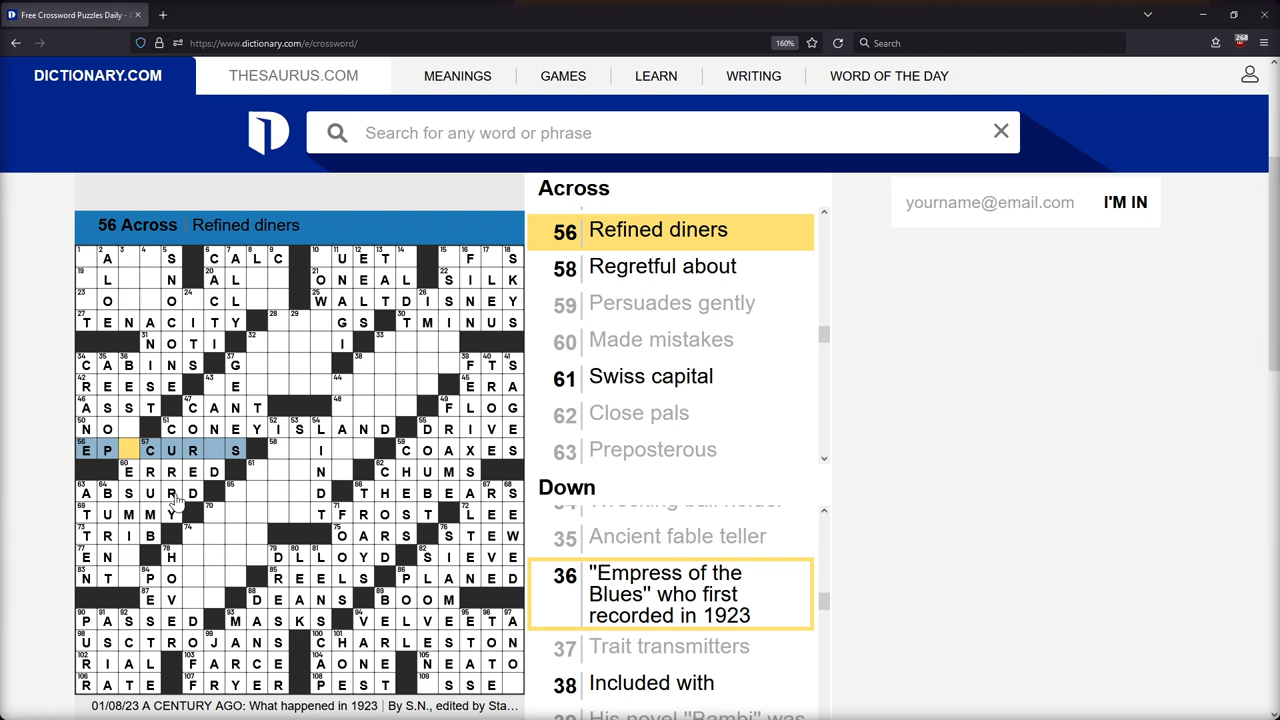 Free Crossword Puzzles Daily -
https://www.dictionary.com/e/crossword/
160%
Search
268
DICTIONARY.COM
THESAURUS.COM
MEANINGS
GAMES
LEARN
WRITING
WORD OF THE DAY
Search for any word or phrase
yourname@email.com
I'M IN
56 Across | Refined diners
Across
56 Refined diners
58 Regretful about
59 Persuades gently
60 Made mistakes
61 Swiss capital
62 Close pals
63 Preposterous
Down
35 Ancient fable teller
36 "Empress of the
Blues" who first
recorded in 1923
37 Trait transmitters
38 Included with
A S C A L C U E T F S
L N A L O N E A L S I L K
O O C L W A L T D I S N E Y
T E N A C I T Y G S T M I N U S
N O T I I
C A B I N S G F T S
R E E S E E E R A
A S S T C A N T F L O G
N O C O N E Y I S L A N D D R I V E
E P C U R S I C O A X E S
E R R E D N C H U M S
A B S U R D D T H E B E A R S
T U M M Y T F R O S T L E E
T R I B O A R S S T E W
E N H D L L O Y D S I E V E
N T P O R E E L S P L A N E D
E V D E A N S B O O M
P A S S E D M A S K S V E L V E E T A
U S C T R O J A N S C H A R L E S T O N
R I A L F A R C E A O N E N E A T O
R A T E F R Y E R P E S T S S E
01/08/23 A CENTURY AGO: What happened in 1923 | By S.N., edited by Sta...